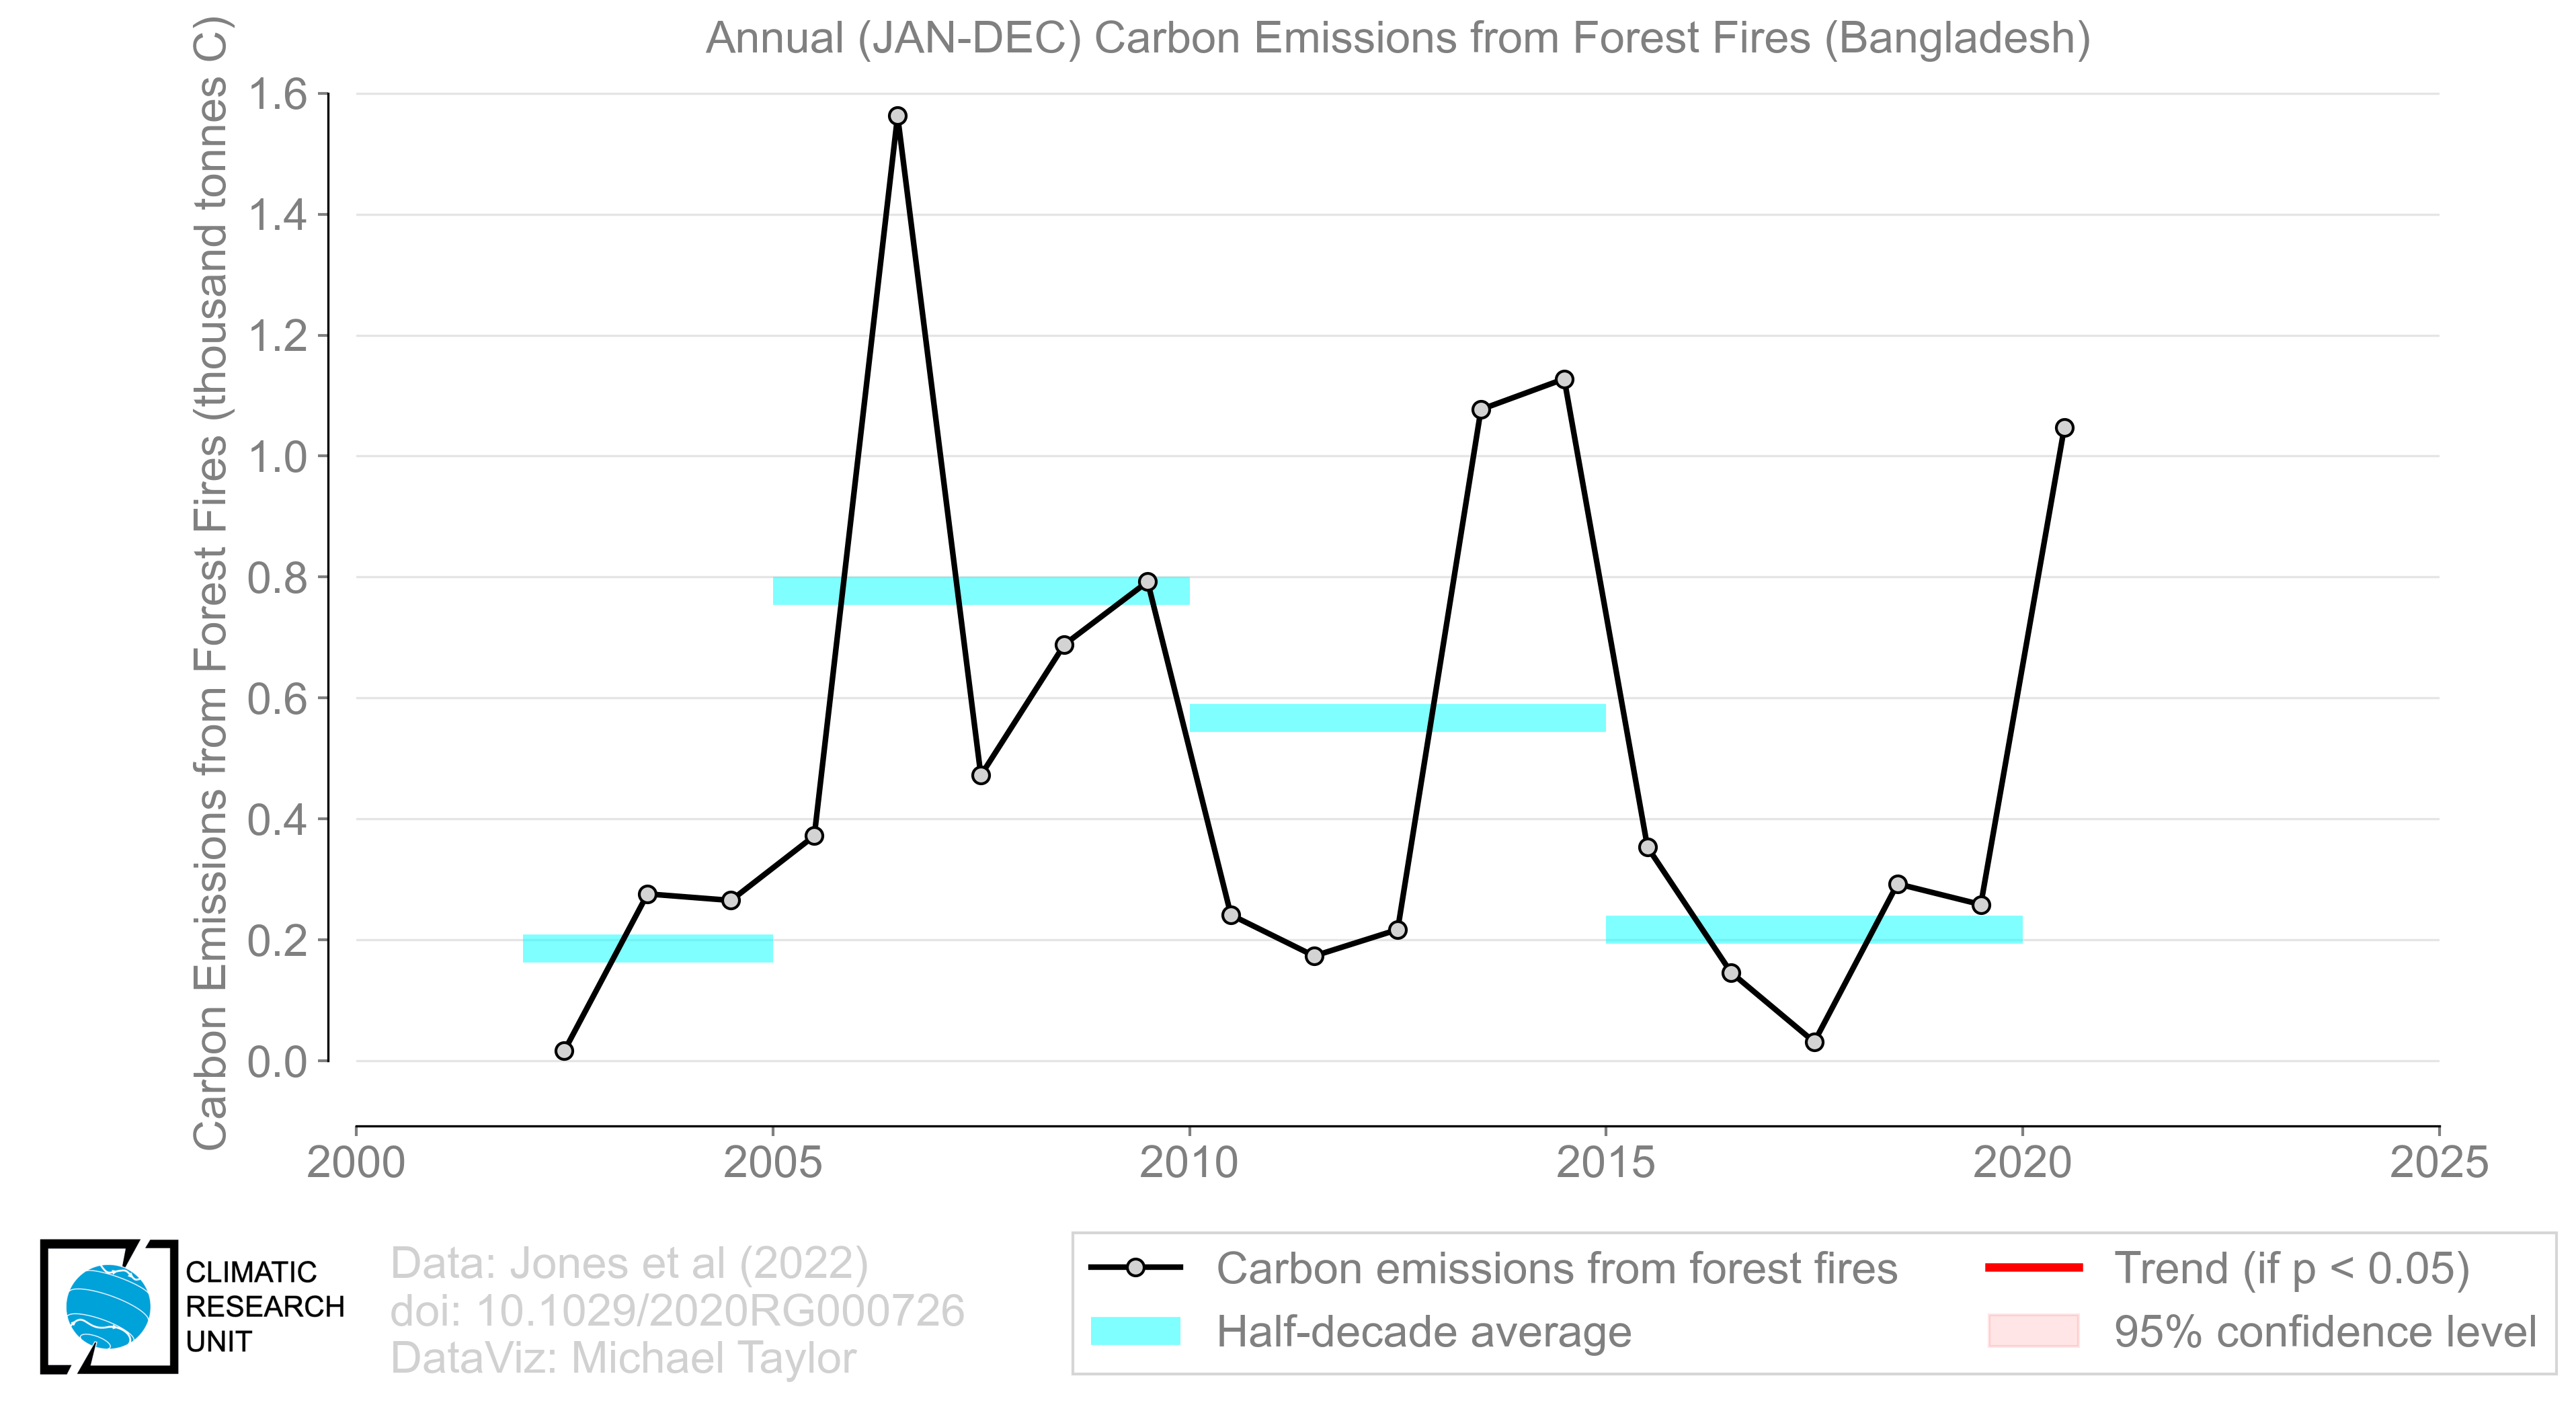 Annual (JAN-DEC) Carbon Emissions from Forest Fires (Bangladesh)
Carbon Emissions from Forest Fires (thousand tonnes C)
1.6
1.4
1.2
1.0
0.8
0.6
0.4
0.2
0.0
2000 2005 2010 2015 2020 2025
CLIMATIC
RESEARCH
UNIT
Data: Jones et al (2022)
doi: 10.1029/2020RG000726
DataViz: Michael Taylor
Carbon emissions from forest fires
Half-decade average
Trend (if p < 0.05)
95% confidence level